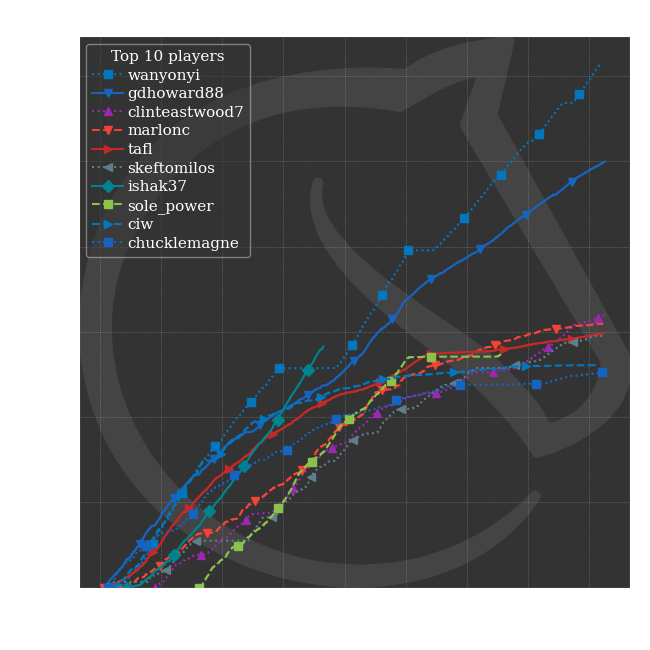 Top 10 players
wanyonyi
gdhoward88
clinteastwood7
marlonc
tafl
skeftomilos
ishak37
sole_power
ciw
chucklemagne